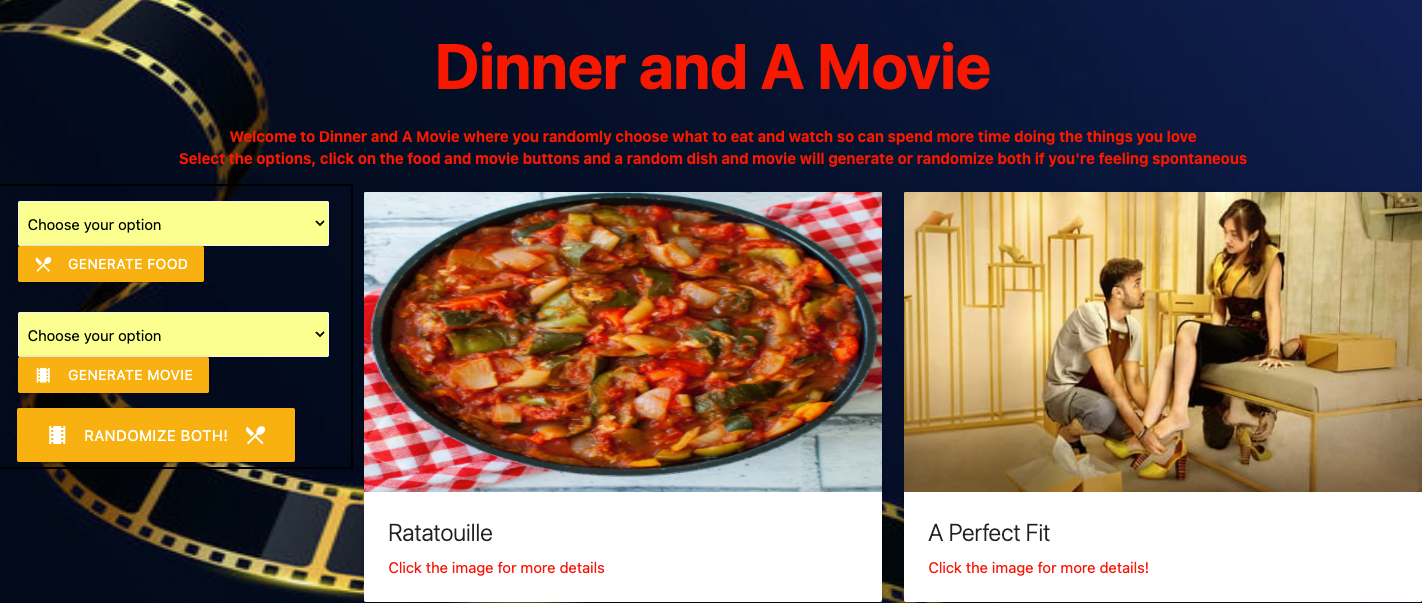 Dinner and A Movie
Welcome to Dinner and A Movie where you randomly choose what to eat and watch so can spend more time doing the things you love
Select the options, click on the food and movie buttons and a random dish and movie will generate or randomize both if you're feeling spontaneous
Choose your option
GENERATE FOOD
Choose your option
GENERATE MOVIE
RANDOMIZE BOTH!
Ratatouille
Click the image for more details
A Perfect Fit
Click the image for more details!